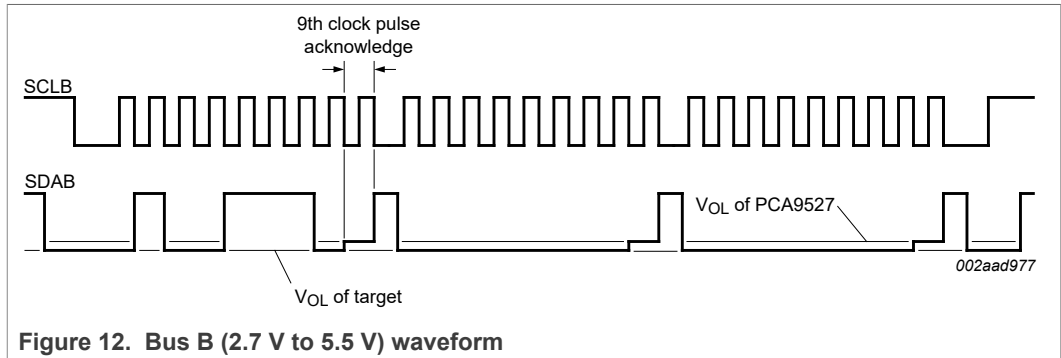 9th clock pulse
acknowledge
SCLB
SDAB
VOL of PCA9527
002aad977
VOL of target
Figure 12. Bus B (2.7 V to 5.5 V) waveform